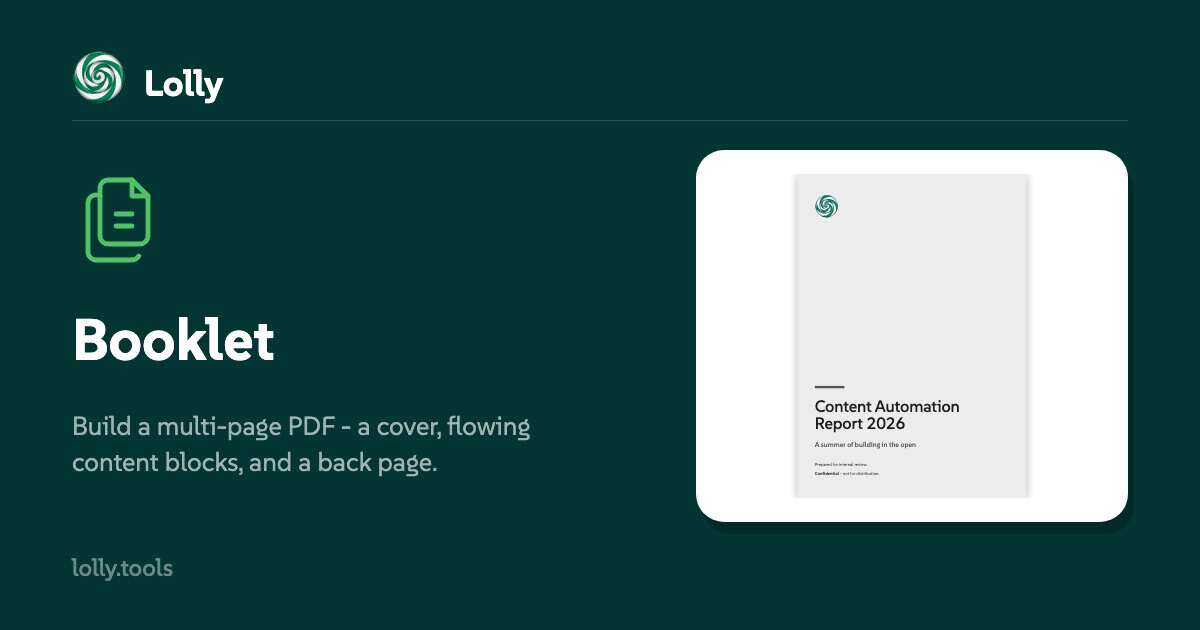 Lolly
Booklet
Build a multi-page PDF - a cover, flowing
content blocks, and a back page.
lolly.tools
Content Automation
Report 2026
A summer of building in the open
Prepared for internal review.
Confidential - not for distribution.